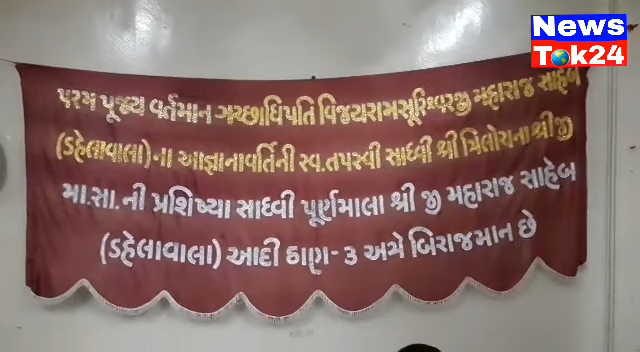 News
Tok24
પરમ પૂજ્ય વર્તમાન ગચ્છાધિપતિ વિજયરામસૂરિશ્વરજી મહારાજ સાહેબ
(ડહેલાવાલા)ના આજ્ઞાનાવર્તિની સ્વ.તપસ્વી સાધ્વી શ્રી ત્રિલોચના શ્રીજી
મા.સા.ની પ્રશિષ્યા સાધ્વી પૂર્ણમાલા શ્રી જી મહારાજ સાહેબ
(ડહેલાવાલા) આદી ઠાણ- ૩ અમે બિરાજમાન છે